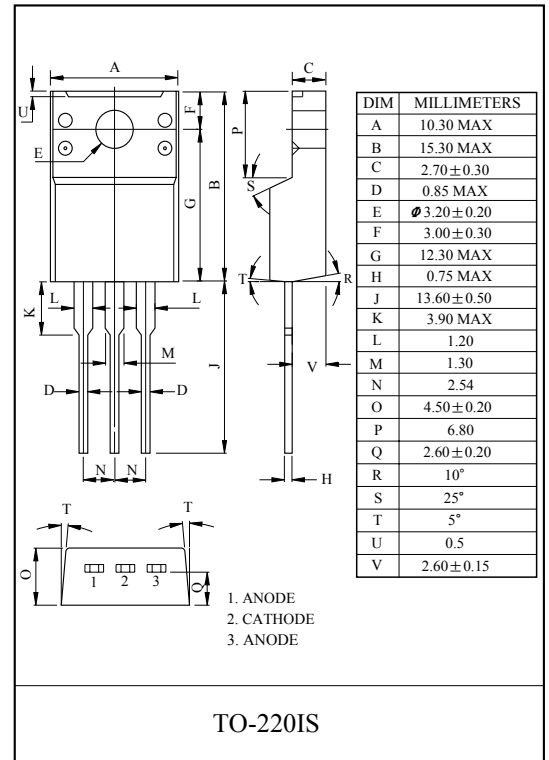 A
C
U
F
P
E
S
B
G
T
R
K
L
L
M
V
J
D
D
N
N
H
T
T
O
1
2
3
Q
1. ANODE
2. CATHODE
3. ANODE
DIM MILLIMETERS
A 10.30 MAX
B 15.30 MAX
C 2.70±0.30
D 0.85 MAX
E Φ3.20±0.20
F 3.00±0.30
G 12.30 MAX
H 0.75 MAX
J 13.60±0.50
K 3.90 MAX
L 1.20
M 1.30
N 2.54
O 4.50±0.20
P 6.80
Q 2.60±0.20
R 10°
S 25°
T 5°
U 0.5
V 2.60±0.15
TO-220IS